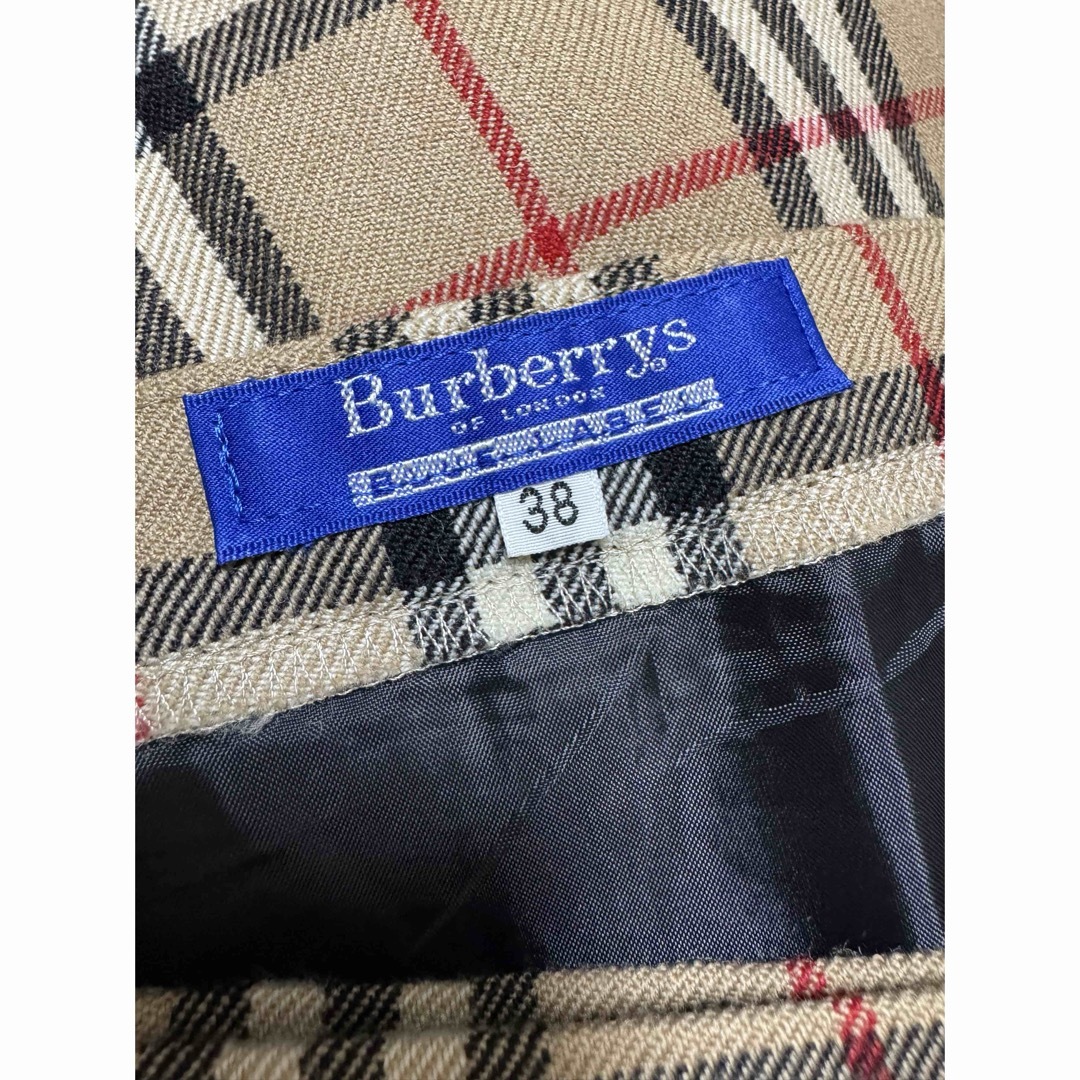 Burberrys®
OF LONDON
BLUE LABEL
38